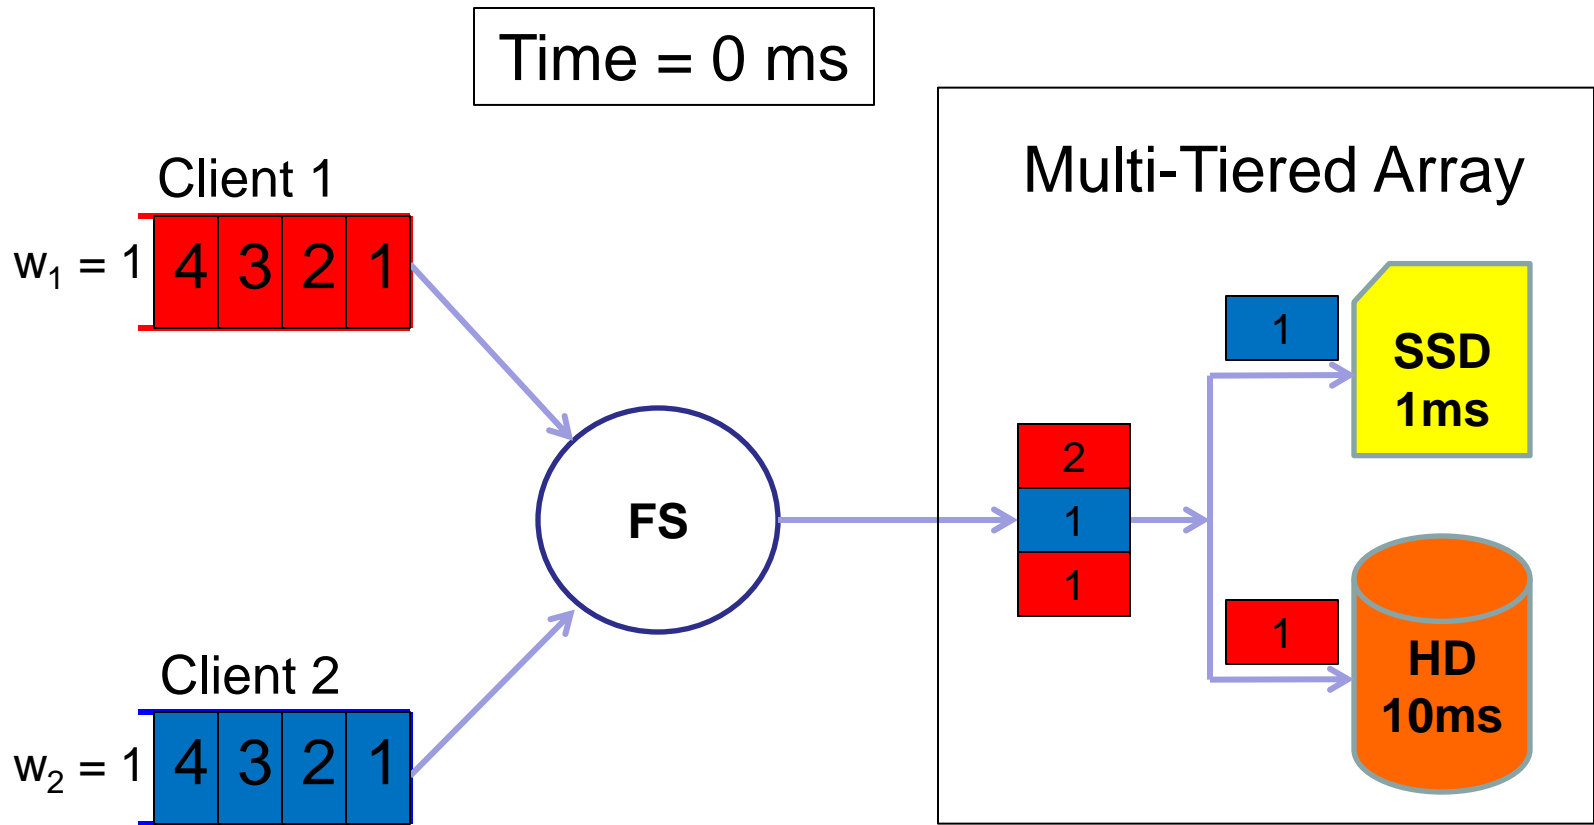 Time = 0 ms
Client 1
w₁ = 1
4 3 2 1
Client 2
w₂ = 1
4 3 2 1
FS
Multi-Tiered Array
2
1
1
1
SSD
1ms
1
HD
10ms